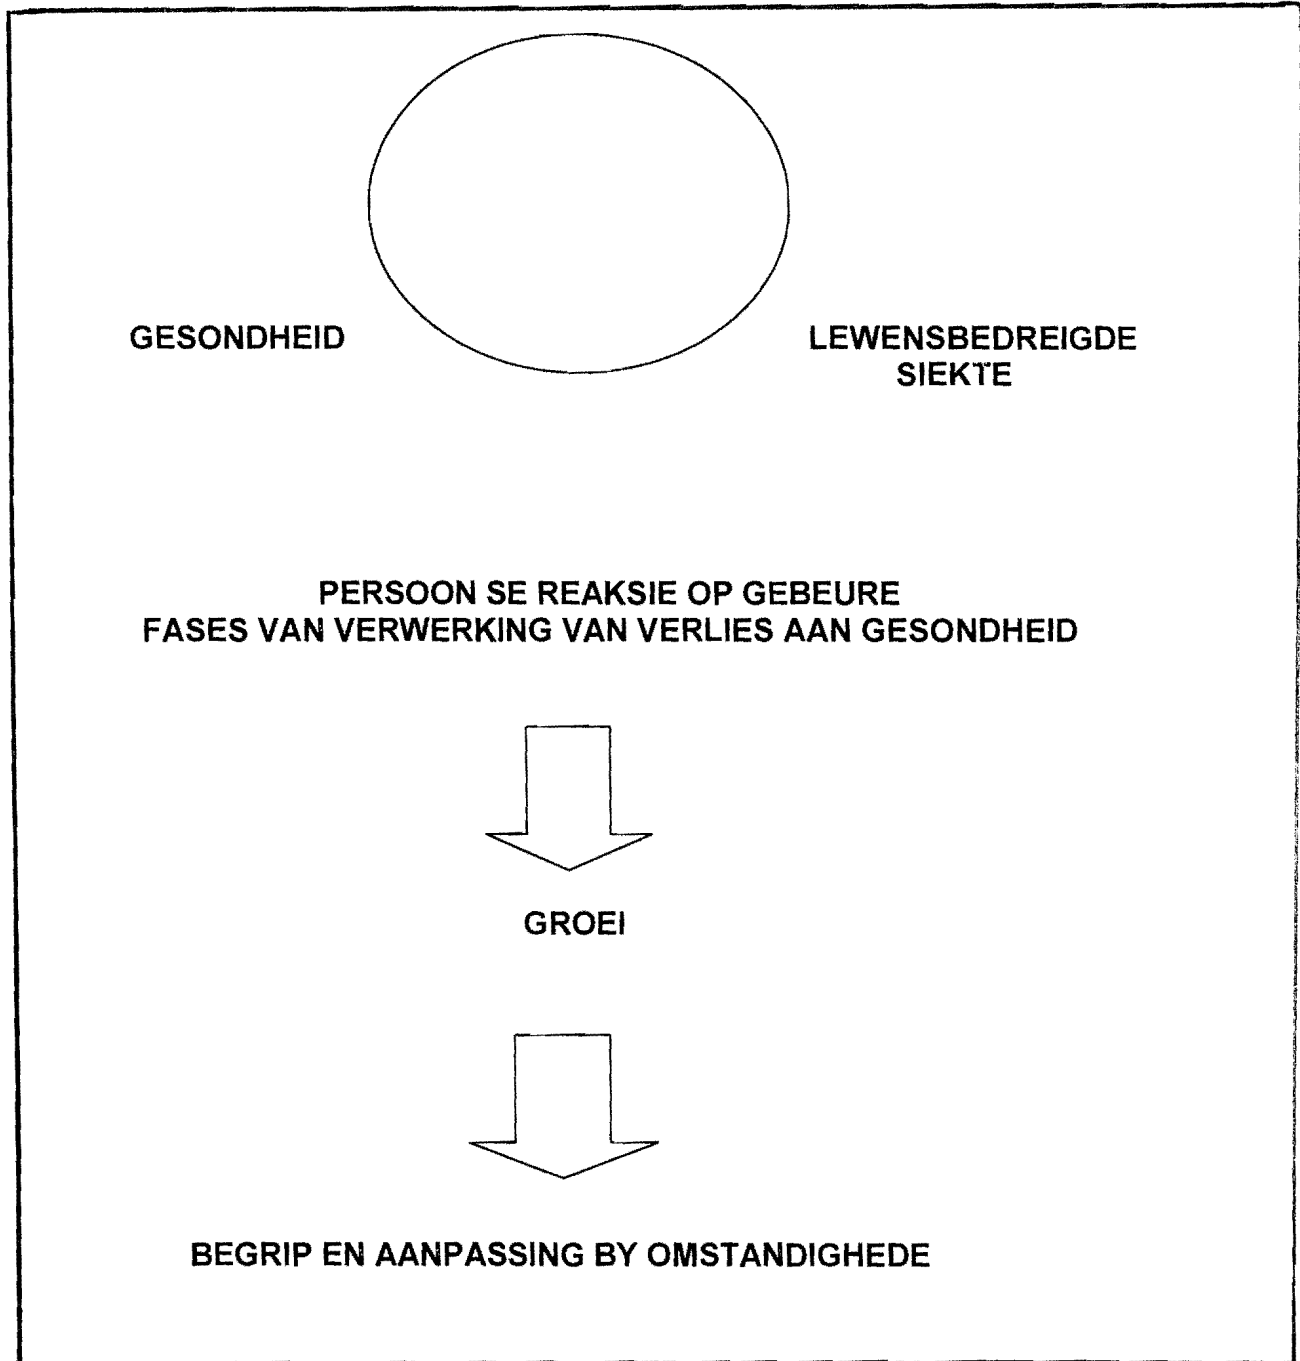 GESONDHEID
LEWENSBEDREIGDE
SIEKTE
PERSOON SE REAKSIE OP GEBEURE
FASES VAN VERWERKING VAN VERLIES AAN GESONDHEID
GROEI
BEGRIP EN AANPASSING BY OMSTANDIGHEDE